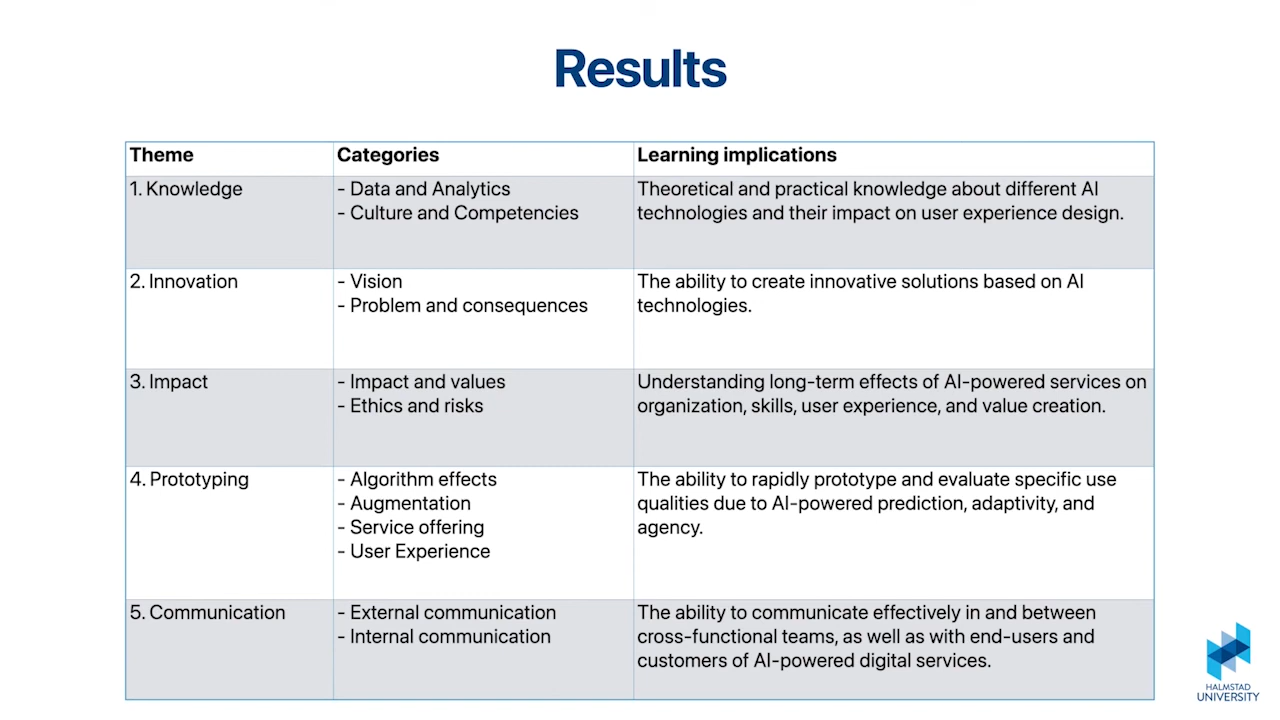 Results
Theme Categories Learning implications
1. Knowledge
- Data and Analytics
- Culture and Competencies
Theoretical and practical knowledge about different AI
technologies and their impact on user experience design.
2. Innovation
- Vision
- Problem and consequences
The ability to create innovative solutions based on AI
technologies.
3. Impact
- Impact and values
- Ethics and risks
Understanding long-term effects of AI-powered services on
organization, skills, user experience, and value creation.
4. Prototyping
- Algorithm effects
- Augmentation
- Service offering
- User Experience
The ability to rapidly prototype and evaluate specific use
qualities due to AI-powered prediction, adaptivity, and
agency.
5. Communication
- External communication
- Internal communication
The ability to communicate effectively in and between
cross-functional teams, as well as with end-users and
customers of AI-powered digital services.
HALMSTAD
UNIVERSITY